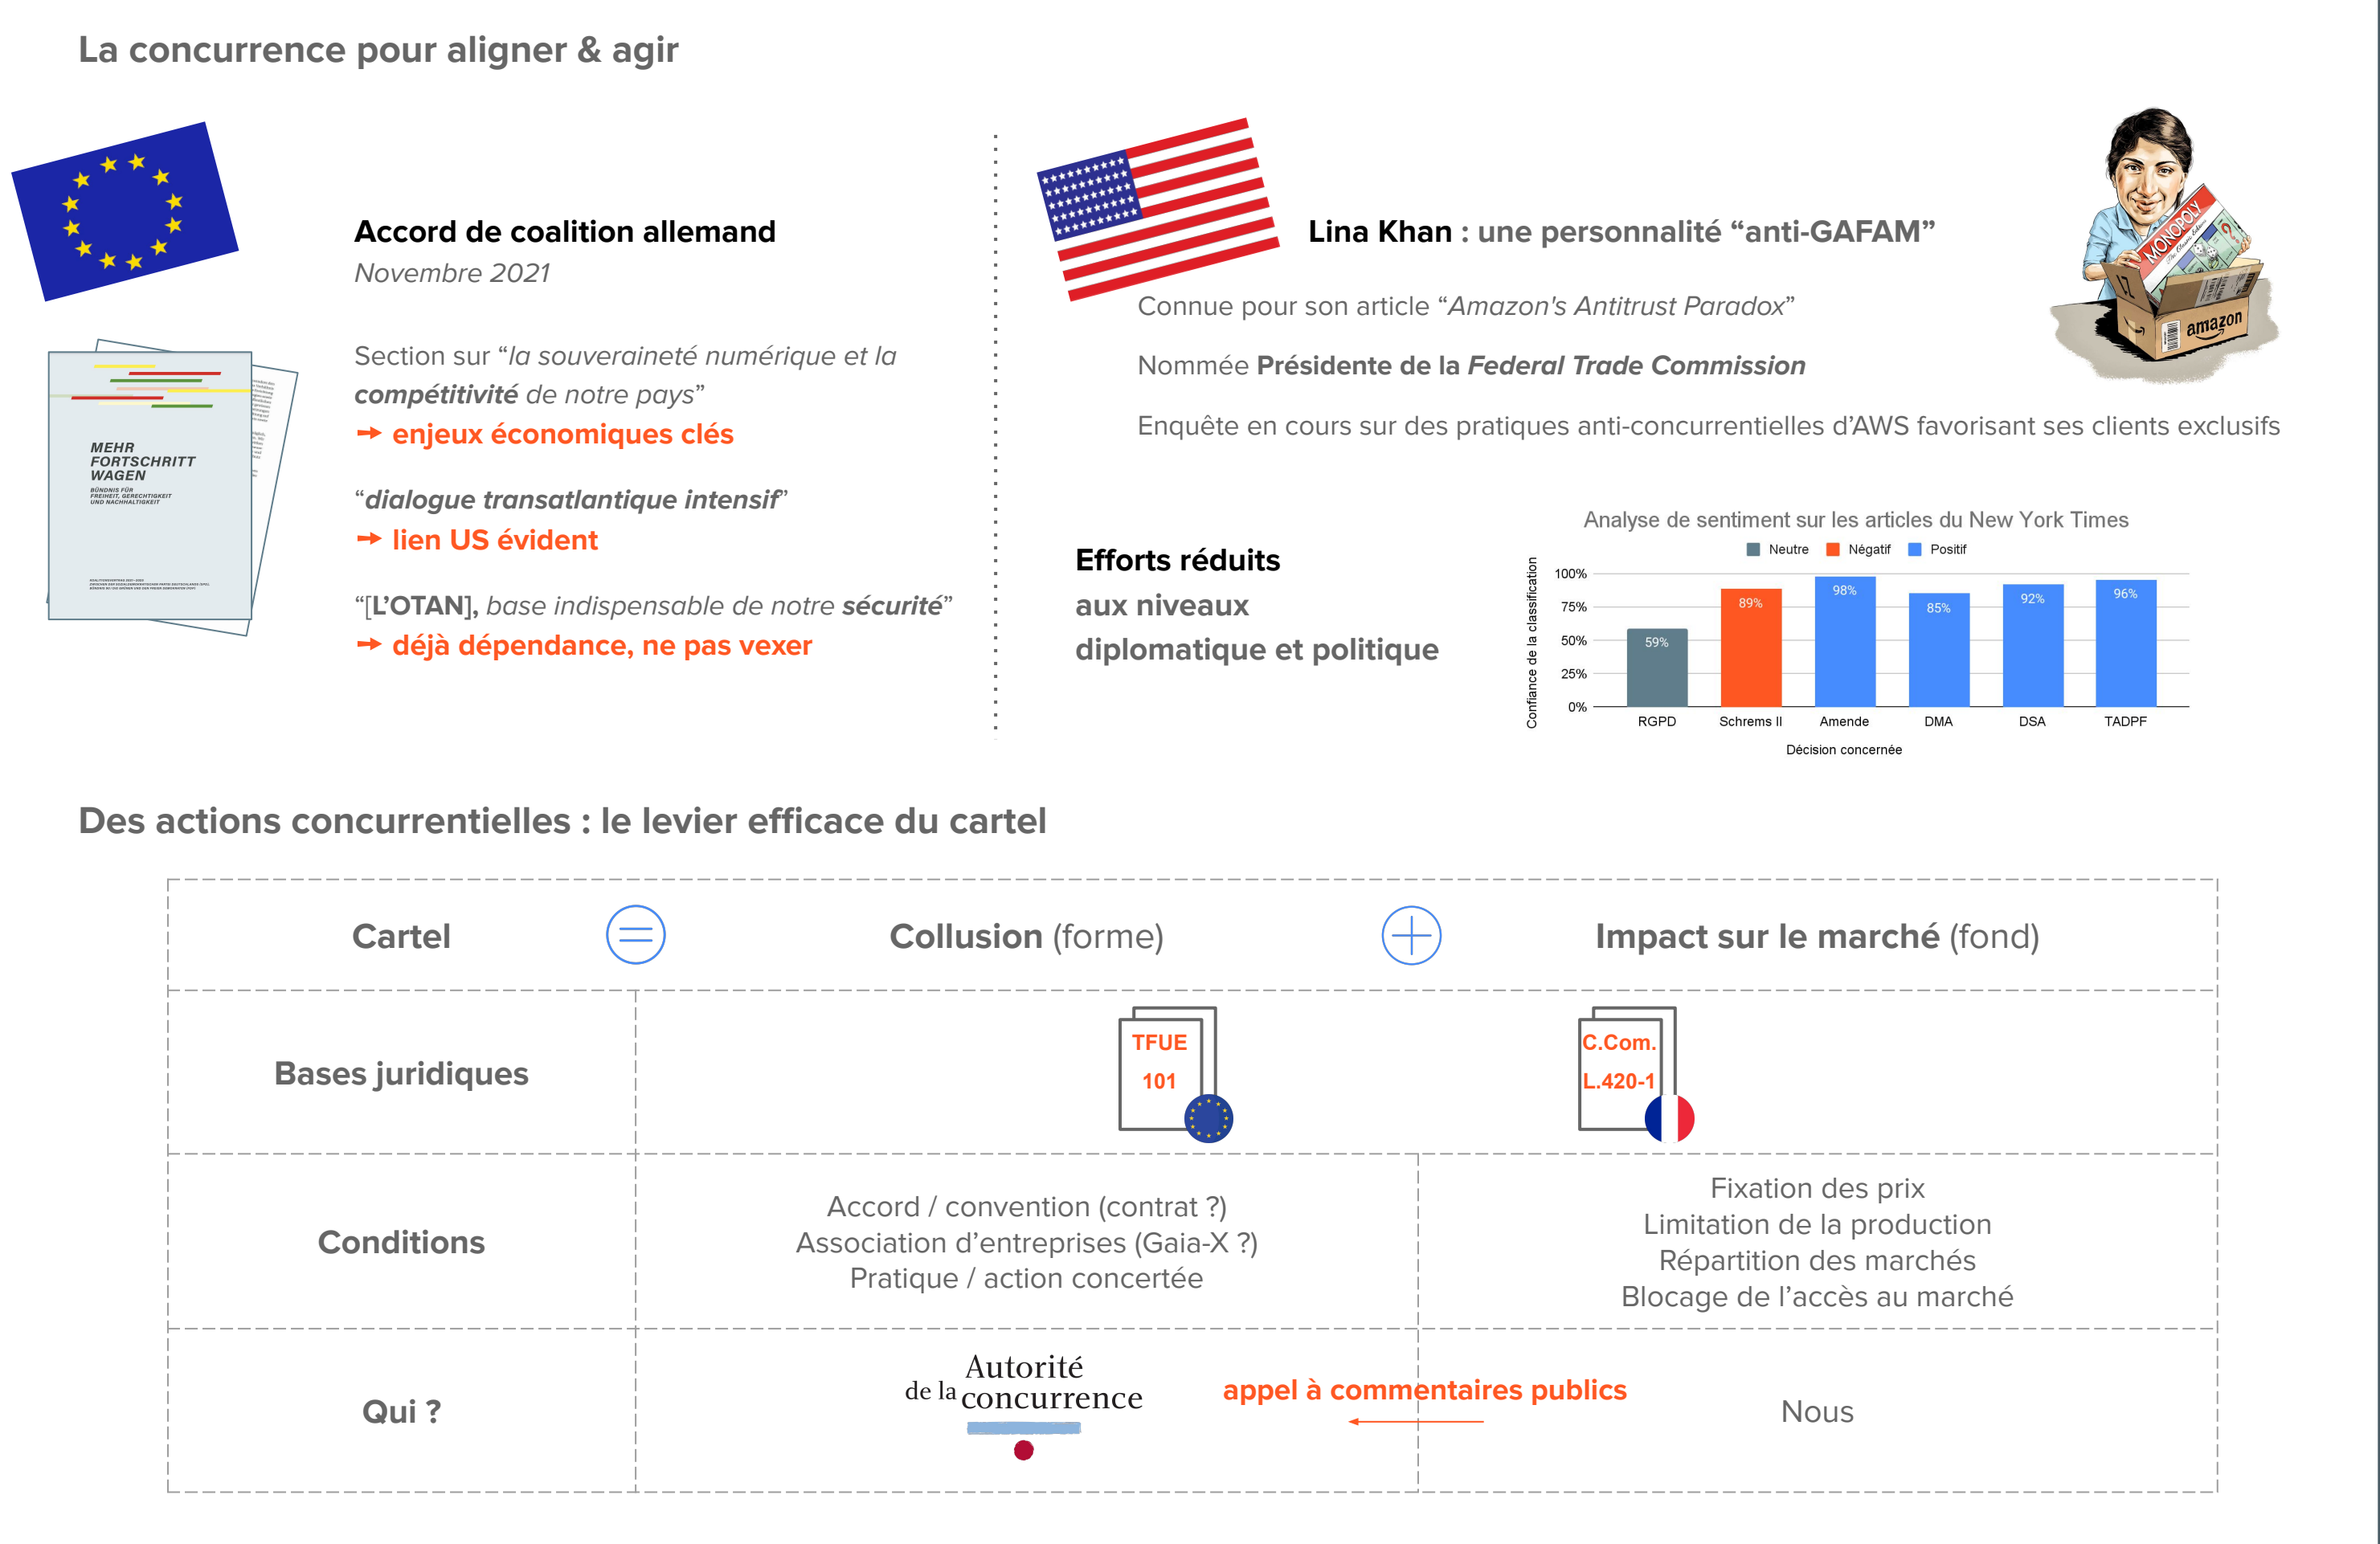 La concurrence pour aligner & agir
Accord de coalition allemand
Novembre 2021
Section sur “la souveraineté numérique et la
compétitivité de notre pays”
→ enjeux économiques clés
“dialogue transatlantique intensif”
→ lien US évident
“[L’OTAN], base indispensable de notre sécurité”
→ déjà dépendance, ne pas vexer
MEHR
FORTSCHRITT
WAGEN
BÜNDNIS FÜR
FREIHEIT, GERECHTIGKEIT
UND NACHHALTIGKEIT
Lina Khan : une personnalité “anti-GAFAM”
Connue pour son article “Amazon's Antitrust Paradox”
Nommée Présidente de la Federal Trade Commission
Enquête en cours sur des pratiques anti-concurrentielles d’AWS favorisant ses clients exclusifs
MONOPOLY
amazon
Efforts réduits
aux niveaux
diplomatique et politique
Analyse de sentiment sur les articles du New York Times
Neutre Négatif Positif
Confiance de la classification
100%
75%
50%
25%
0%
59% 89% 98% 85% 92% 96%
RGPD Schrems II Amende DMA DSA TADPF
Décision concernée
Des actions concurrentielles : le levier efficace du cartel
Cartel = Collusion (forme) + Impact sur le marché (fond)
Bases juridiques
TFUE
101
C.Com.
L.420-1
Conditions
Accord / convention (contrat ?)
Association d’entreprises (Gaia-X ?)
Pratique / action concertée
Fixation des prix
Limitation de la production
Répartition des marchés
Blocage de l’accès au marché
Qui ?
Autorité
de la concurrence
appel à commentaires publics
Nous